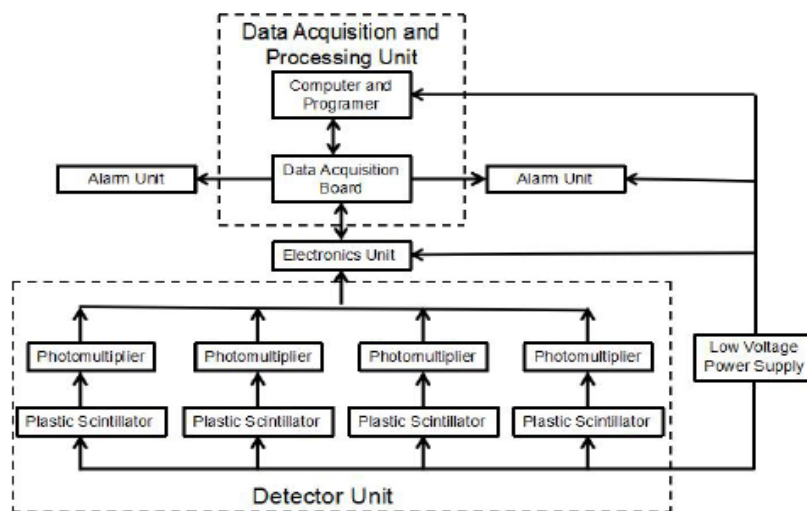 Data Acquisition and
Processing Unit
Computer and
Programer
Alarm Unit
Data Acquisition
Board
Alarm Unit
Electronics Unit
Photomultiplier
Photomultiplier
Photomultiplier
Photomultiplier
Low Voltage
Power Supply
Plastic Scintillator
Plastic Scintillator
Plastic Scintillator
Plastic Scintillator
Detector Unit